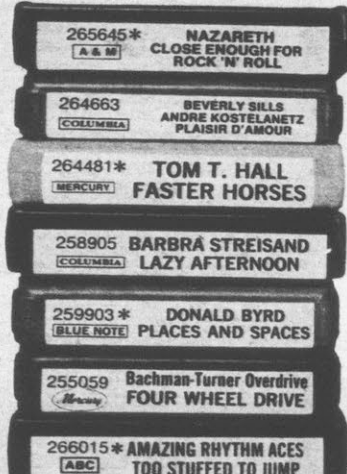 265645* NAZARETH
A & M CLOSE ENOUGH FOR
ROCK 'N' ROLL
264663 BEVERLY SILLS
COLUMBIA ANDRE KOSTELANETZ
PLAISIR D'AMOUR
264481* TOM T. HALL
MERCURY FASTER HORSES
258905 BARBRA STREISAND
COLUMBIA LAZY AFTERNOON
259903* DONALD BYRD
BLUE NOTE PLACES AND SPACES
255059 Bachman-Turner Overdrive
Mercury FOUR WHEEL DRIVE
266015* AMAZING RHYTHM ACES
ABC TOO STUFFED TO JUMP